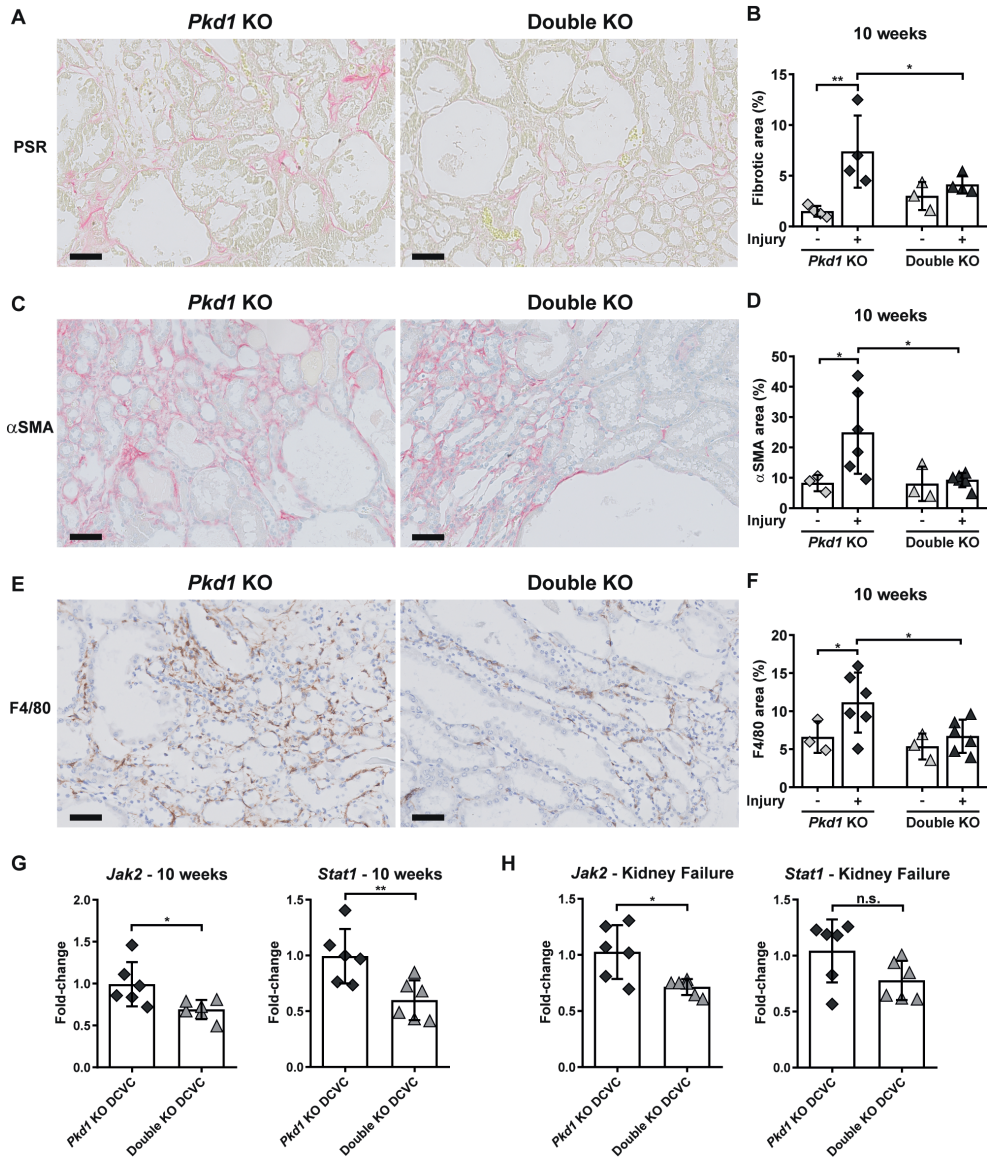 A
Pkd1 KO
Double KO
PSR
B
10 weeks
Fibrotic area (%)
15
10
5
0
**
*
Injury
- + - +
Pkd1 KO Double KO
C
Pkd1 KO
Double KO
αSMA
D
10 weeks
αSMA area (%)
50
40
30
20
10
0
*
*
Injury
- + - +
Pkd1 KO Double KO
E
Pkd1 KO
Double KO
F4/80
F
10 weeks
F4/80 area (%)
20
15
10
5
0
*
*
Injury
- + - +
Pkd1 KO Double KO
G
Jak2 - 10 weeks
Fold-change
2.0
1.5
1.0
0.5
0.0
*
Pkd1 KO DCVC
Double KO DCVC
Stat1 - 10 weeks
Fold-change
1.5
1.0
0.5
0.0
**
Pkd1 KO DCVC
Double KO DCVC
H
Jak2 - Kidney Failure
Fold-change
1.5
1.0
0.5
0.0
*
Pkd1 KO DCVC
Double KO DCVC
Stat1 - Kidney Failure
Fold-change
1.5
1.0
0.5
0.0
n.s.
Pkd1 KO DCVC
Double KO DCVC